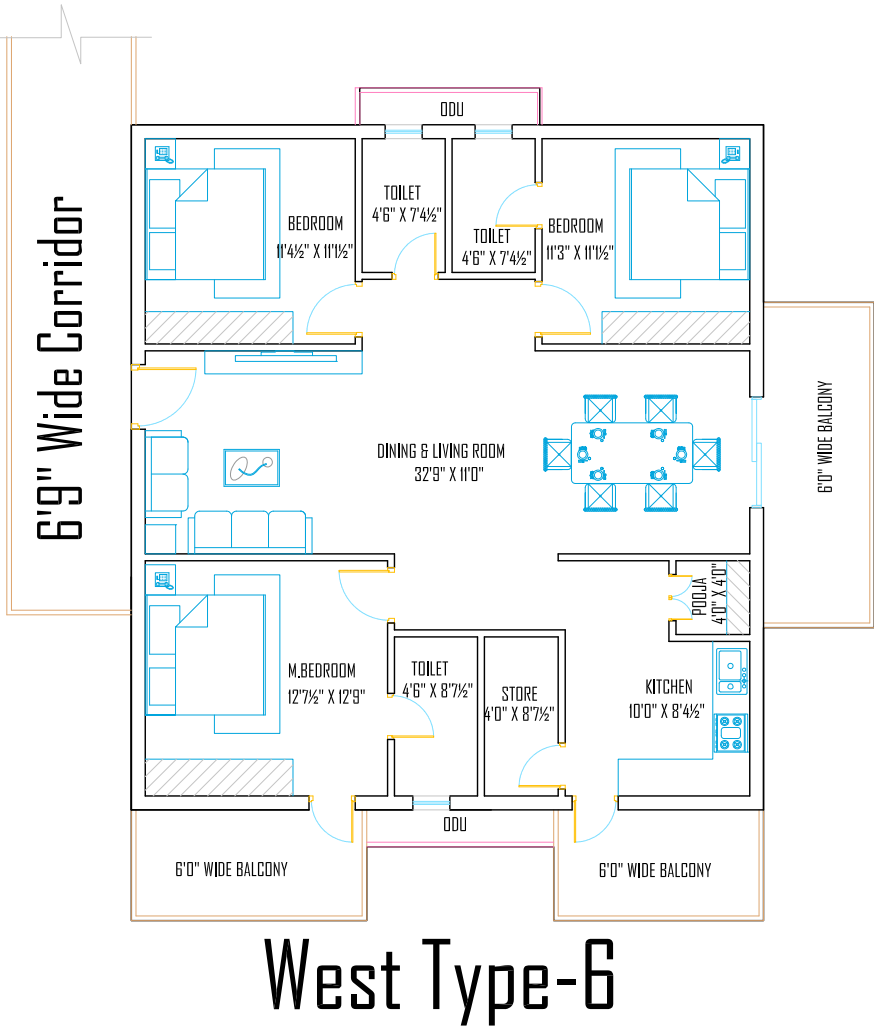 ODU
TOILET
4'6" X 7'4½"
BEDROOM
11'4½" X 11'1½"
TOILET
4'6" X 7'4½"
BEDROOM
11'3" X 11'1½"
6'9" Wide Corridor
DINING & LIVING ROOM
32'9" X 11'0"
6'0" WIDE BALCONY
POOJA
4'0" X 4'0"
M.BEDROOM
12'7½" X 12'9"
TOILET
4'6" X 8'7½"
STORE
4'0" X 8'7½"
KITCHEN
10'0" X 8'4½"
ODU
6'0" WIDE BALCONY
6'0" WIDE BALCONY
West Type-6